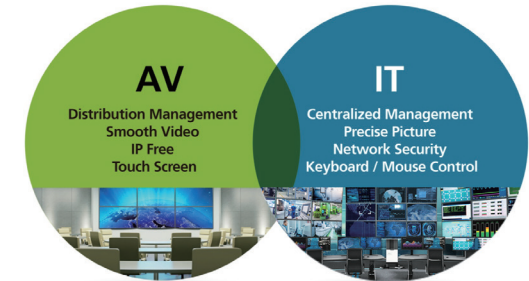 AV
Distribution Management
Smooth Video
IP Free
Touch Screen
IT
Centralized Management
Precise Picture
Network Security
Keyboard / Mouse Control